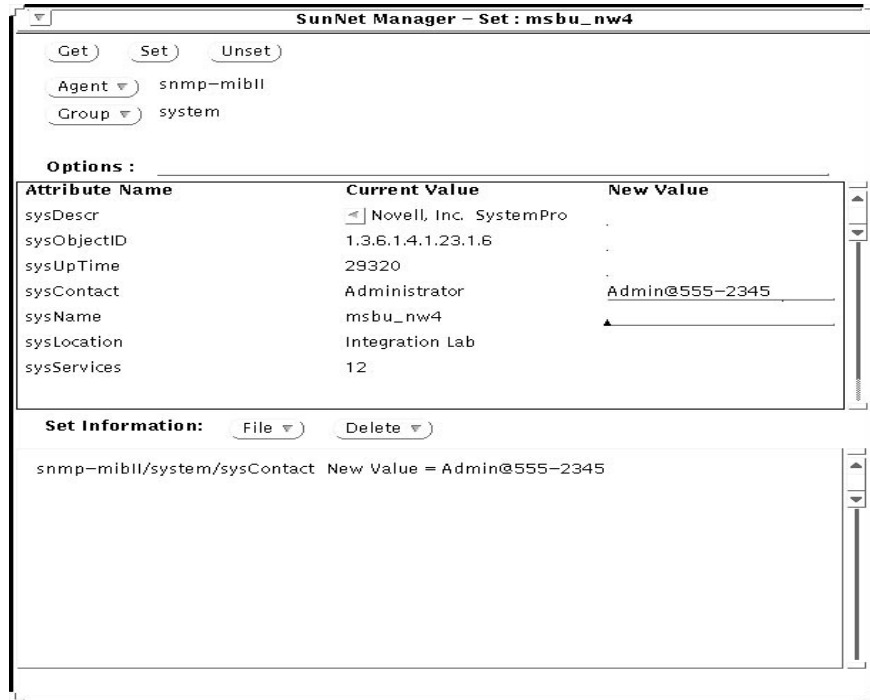 SunNet Manager – Set : msbu_nw4
Get Set Unset
Agent snmp–mibII
Group system
Options :
Attribute Name Current Value New Value
sysDescr Novell, Inc. SystemPro
sysObjectID 1.3.6.1.4.1.23.1.6
sysUpTime 29320
sysContact Administrator Admin@555–2345
sysName msbu_nw4
sysLocation Integration Lab
sysServices 12
Set Information: File Delete
snmp–mibII/system/sysContact New Value = Admin@555–2345